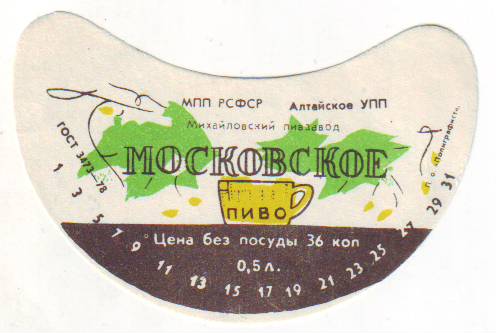 МПП РСФСР Алтайское УПП
Михайловский пивзавод
ГОСТ 3473—78
МОСКОВСКОЕ
ПИВО
Цена без посуды 36 коп
0,5 л.
1 3 5 7 9 11 13 15 17 19 21 23 25 27 29 31
п. о. «Полиграфист»